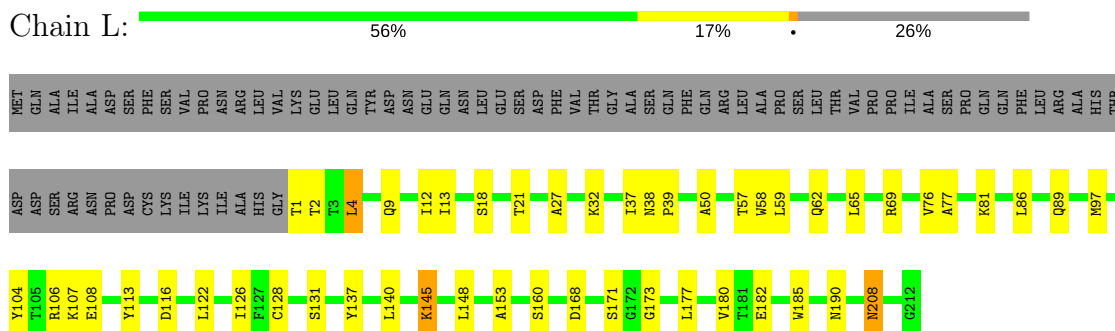 Chain L:
56% 17% • 26%
MET GLN ALA ILE ALA ASP SER PHE SER VAL PRO ASN ARG LEU VAL LYS GLU LEU GLN TYR ASP ASN GLU GLN ASN LEU GLU SER ASP PHE VAL THR GLY ALA SER GLN PHE GLN ARG LEU ALA PRO SER LEU THR VAL PRO PRO ILE ALA SER PRO GLN GLN PHE LEU ARG ALA HIS THR
ASP ASP SER ARG ASN PRO ASP CYS LYS ILE LYS ILE ALA HIS GLY T1 T2 T3 L4 Q9 I12 I13 S18 T21 A27 K32 I37 N38 P39 A50 T57 W58 L59 Q62 L65 R69 V76 A77 K81 L86 Q89 M97
Y104 T105 R106 K107 E108 Y113 D116 L122 I126 F127 C128 S131 Y137 L140 K145 L148 A153 S160 D168 S171 G172 G173 L177 V180 T181 E182 W185 N190 N208 G212